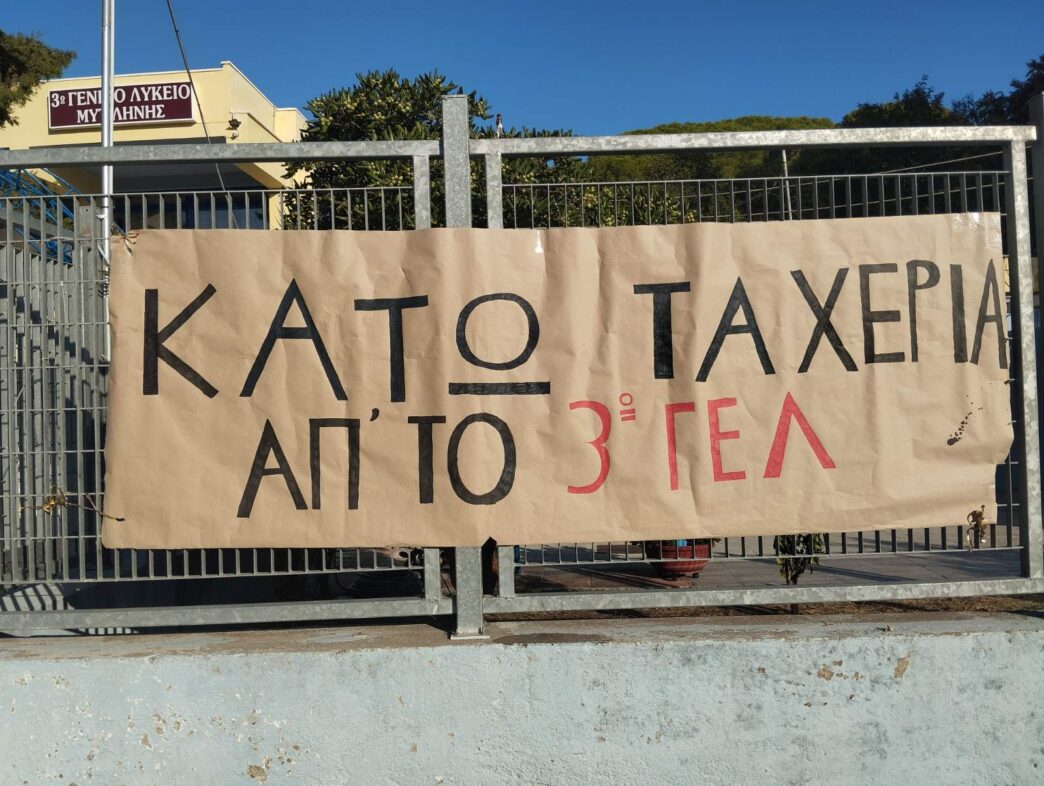 3ο ΓΕΝΙΚΟ ΛΥΚΕΙΟ
ΜΥΤΙΛΗΝΗΣ
ΚΑΤΩ ΤΑ ΧΕΡΙΑ
ΑΠ' ΤΟ 3ο ΓΕΛ